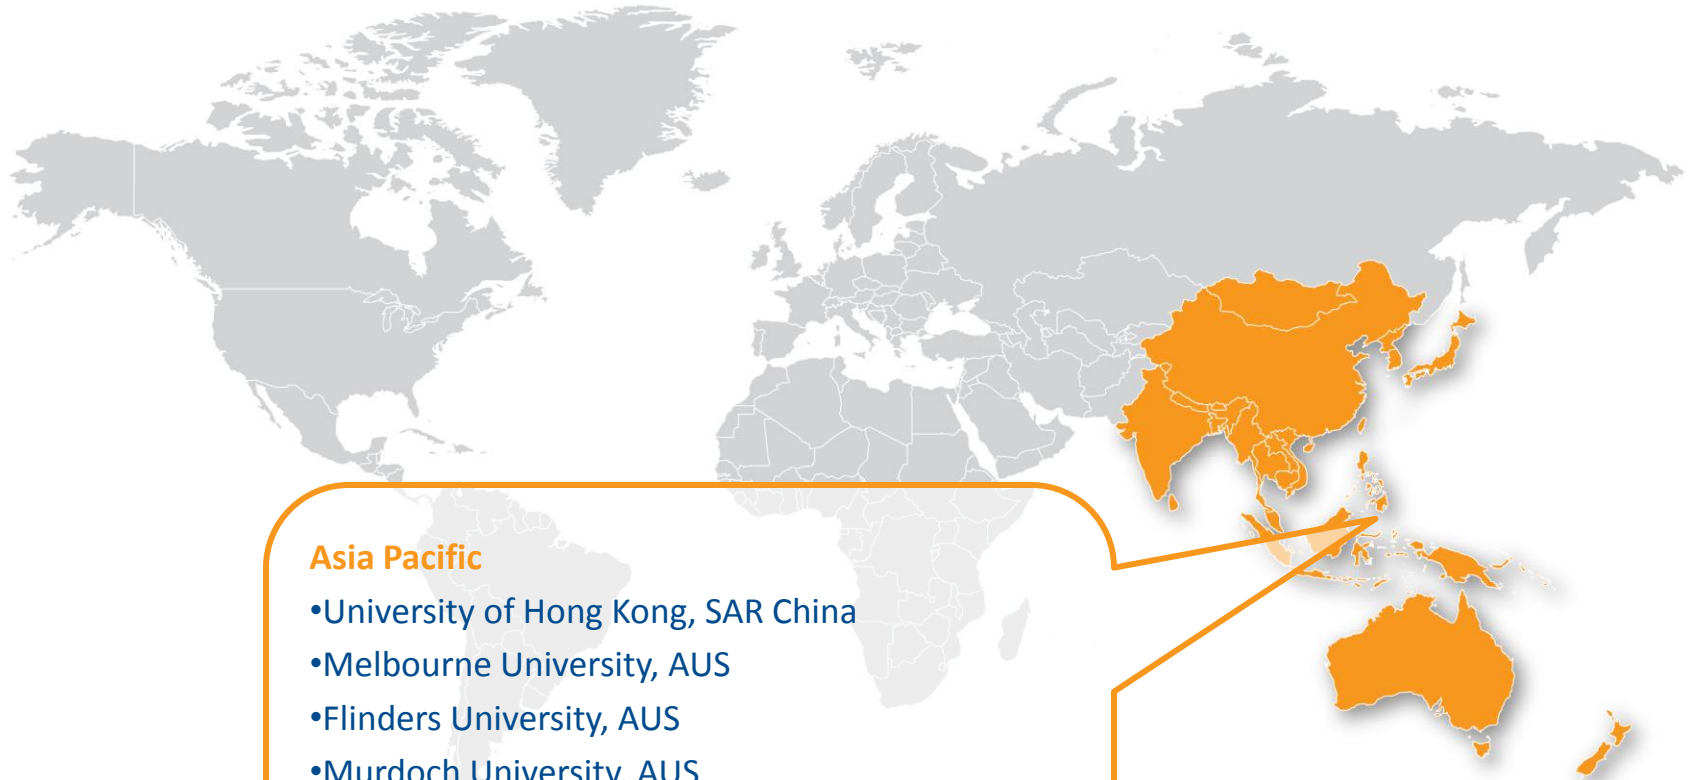 Asia Pacific
•University of Hong Kong, SAR China
•Melbourne University, AUS
•Flinders University, AUS
•Murdoch University, AUS